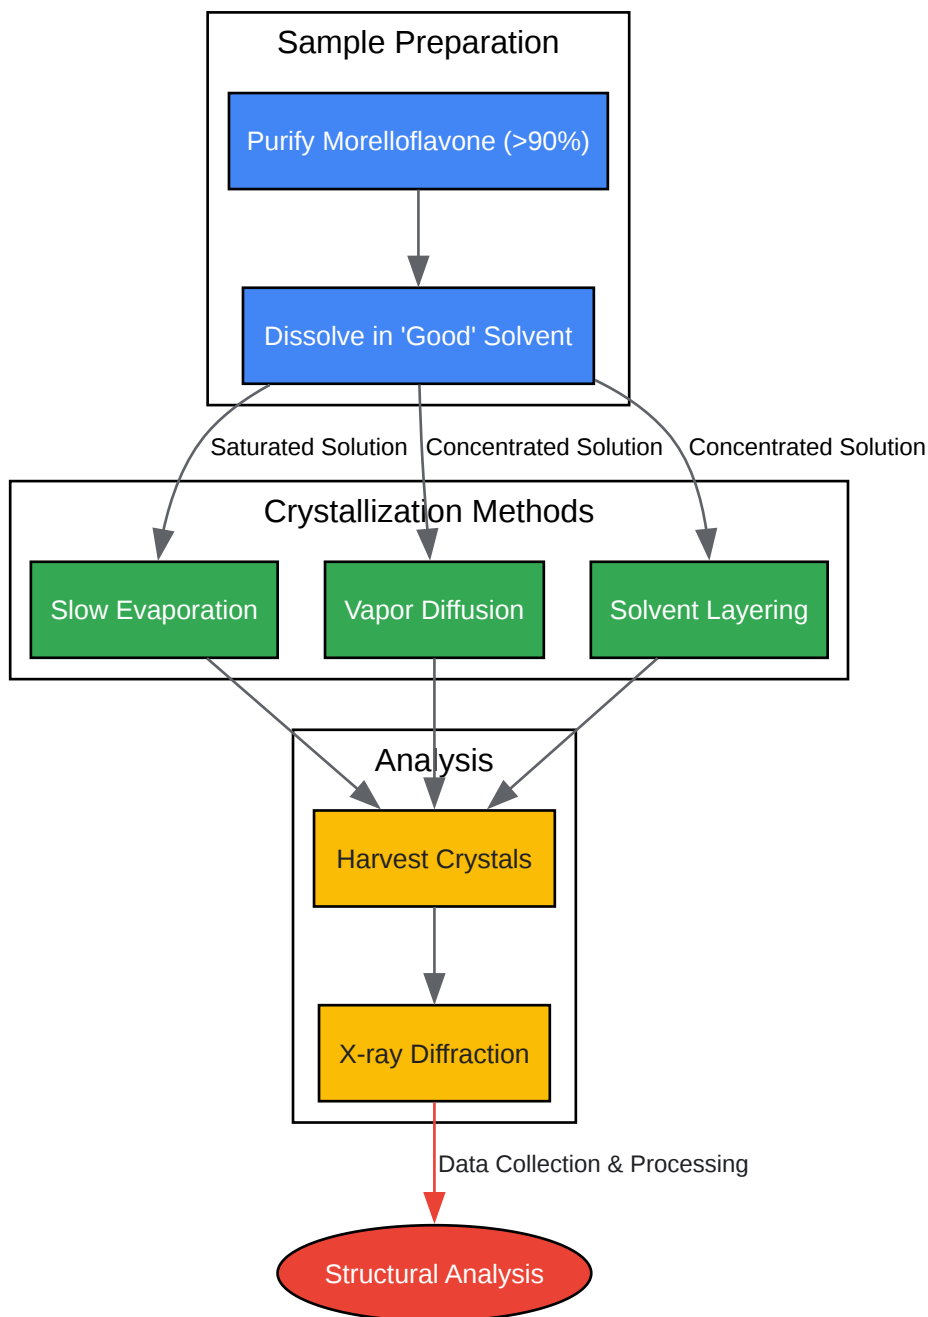 Sample Preparation
Purify Morelloflavone (>90%)
Dissolve in 'Good' Solvent
Saturated Solution
Concentrated Solution
Concentrated Solution
Crystallization Methods
Slow Evaporation
Vapor Diffusion
Solvent Layering
Analysis
Harvest Crystals
X-ray Diffraction
Data Collection & Processing
Structural Analysis